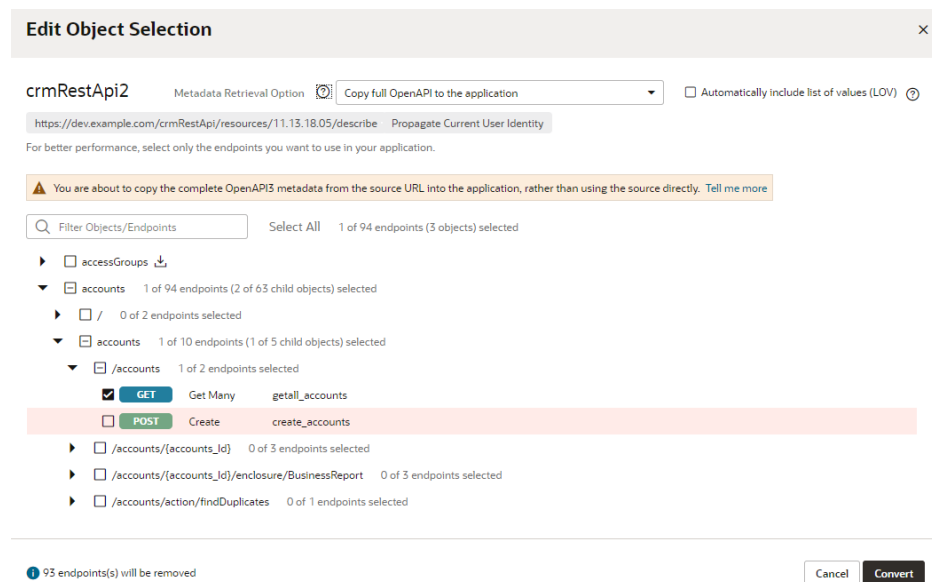 Edit Object Selection
crmRestApi2 Metadata Retrieval Option Copy full OpenAPI to the application Automatically include list of values (LOV)
https://dev.example.com/crmRestApi/resources/11.13.18.05/describe Propagate Current User Identity
For better performance, select only the endpoints you want to use in your application.
You are about to copy the complete OpenAPI3 metadata from the source URL into the application, rather than using the source directly. Tell me more
Filter Objects/Endpoints Select All 1 of 94 endpoints (3 objects) selected
accessGroups
accounts 1 of 94 endpoints (2 of 63 child objects) selected
/ 0 of 2 endpoints selected
accounts 1 of 10 endpoints (1 of 5 child objects) selected
/accounts 1 of 2 endpoints selected
GET Get Many getall_accounts
POST Create create_accounts
/accounts/{accounts_Id} 0 of 3 endpoints selected
/accounts/{accounts_Id}/enclosure/BusinessReport 0 of 3 endpoints selected
/accounts/action/findDuplicates 0 of 1 endpoints selected
93 endpoints(s) will be removed Cancel Convert